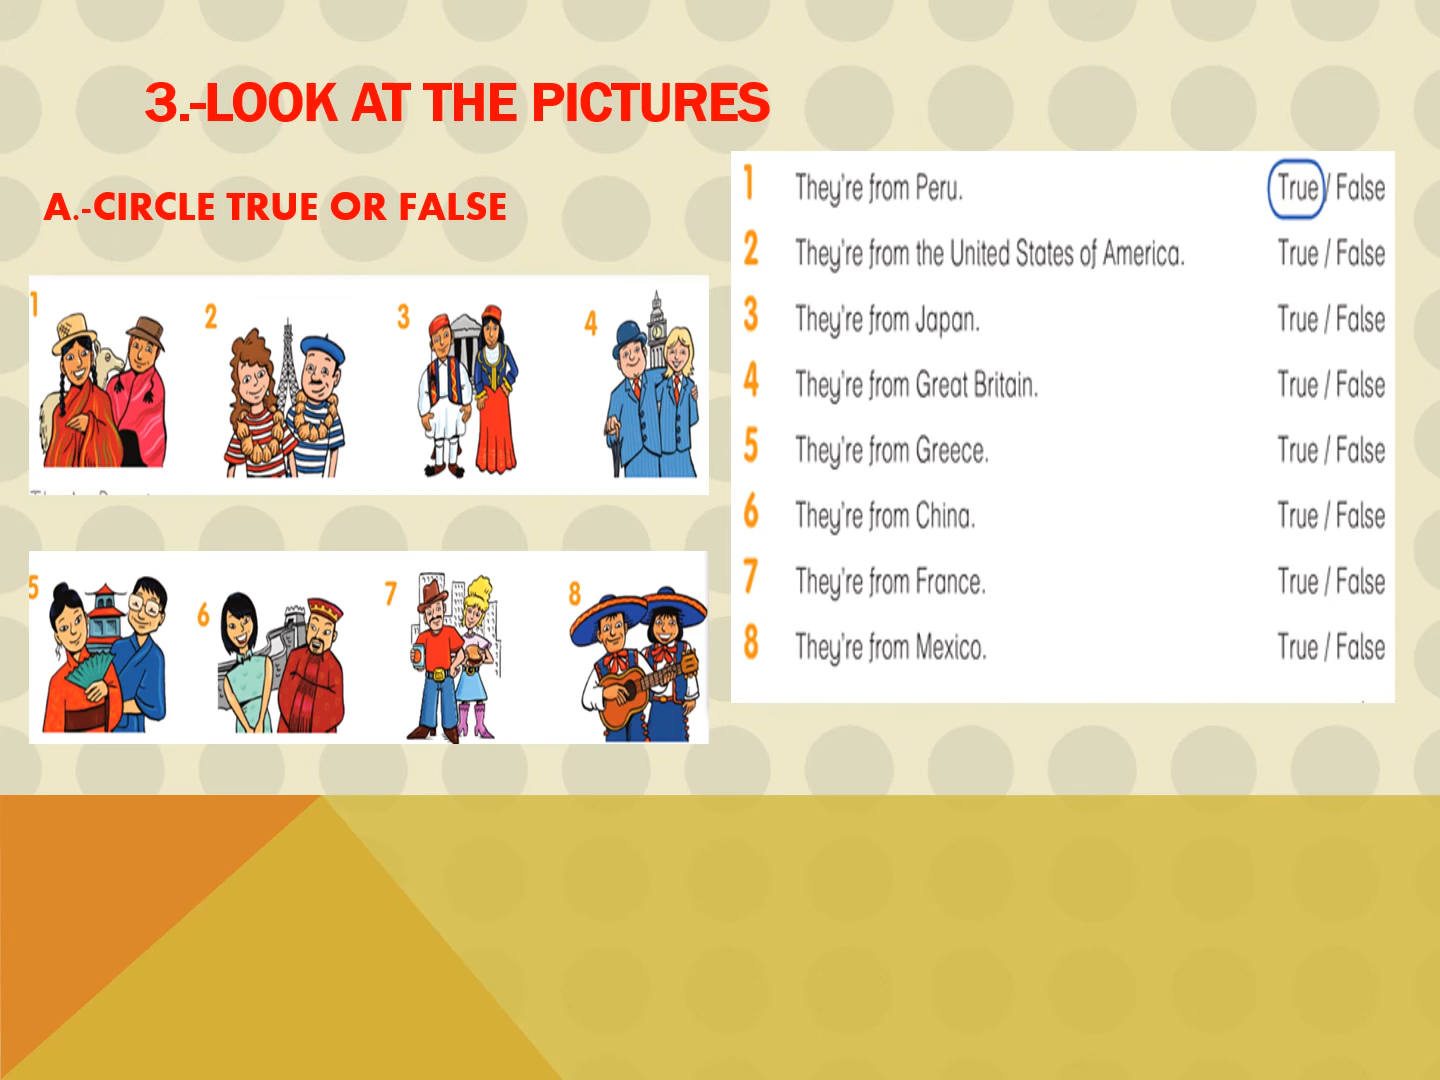 3.-LOOK AT THE PICTURES
A.-CIRCLE TRUE OR FALSE
1 2 3 4
5 6 7 8
1 They're from Peru. True / False
2 They're from the United States of America. True / False
3 They're from Japan. True / False
4 They're from Great Britain. True / False
5 They're from Greece. True / False
6 They're from China. True / False
7 They're from France. True / False
8 They're from Mexico. True / False